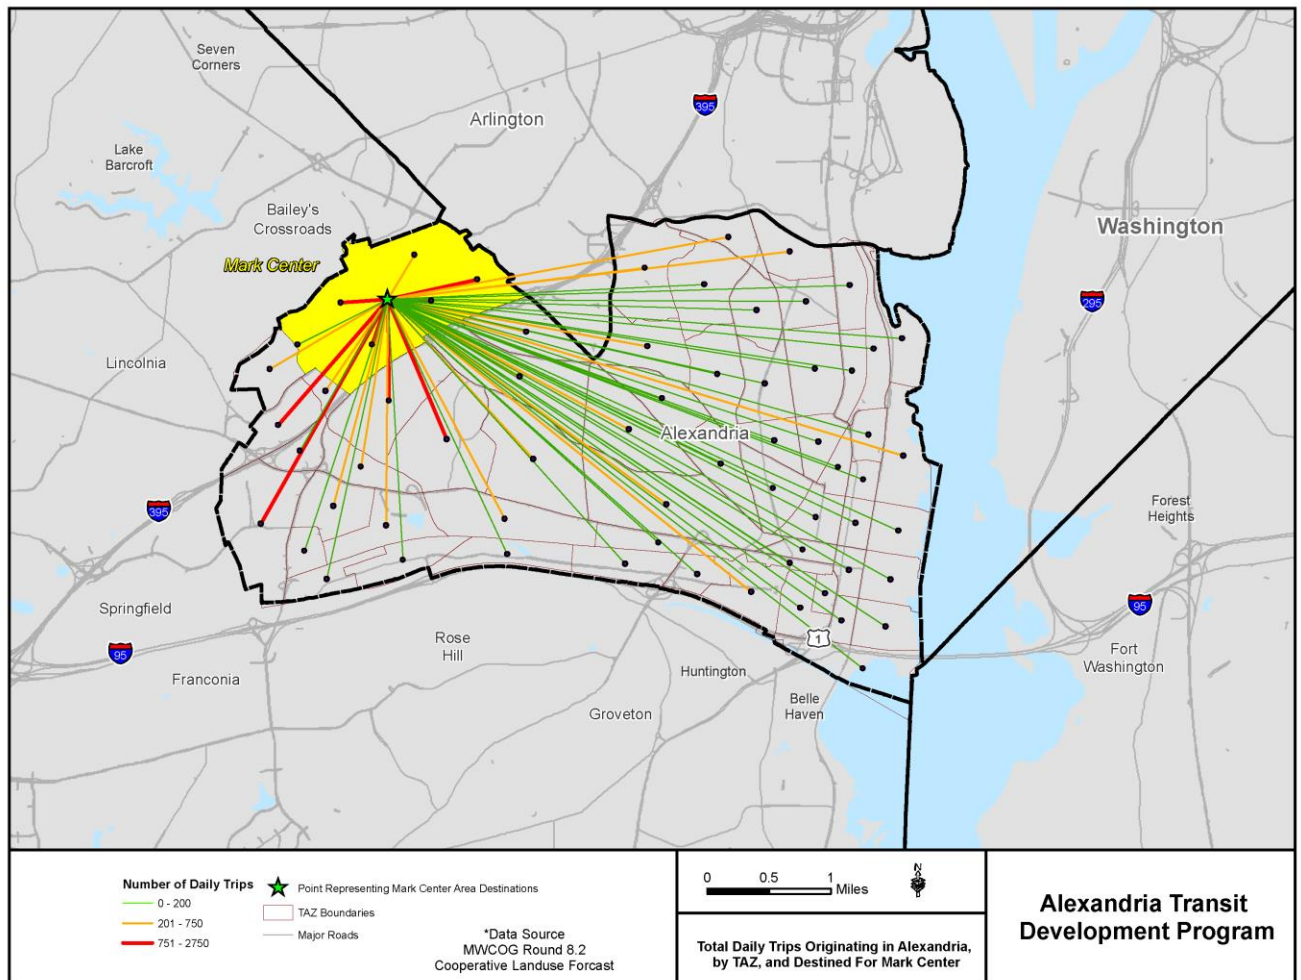 Seven
Corners
395
Arlington
Lake
Barcroft
Bailey's
Crossroads
Washington
Mark Center
295
Lincolnia
Alexandria
395
Forest
Heights
Springfield
95
95
Rose
Hill
1
Fort
Washington
Franconia
Huntington
Belle
Haven
Groveton
Number of Daily Trips
0 - 200
201 - 750
751 - 2750
Point Representing Mark Center Area Destinations
TAZ Boundaries
Major Roads
*Data Source
MWCOG Round 8.2
Cooperative Landuse Forcast
0 0.5 1
Miles
N
Total Daily Trips Originating in Alexandria,
by TAZ, and Destined For Mark Center
Alexandria Transit
Development Program